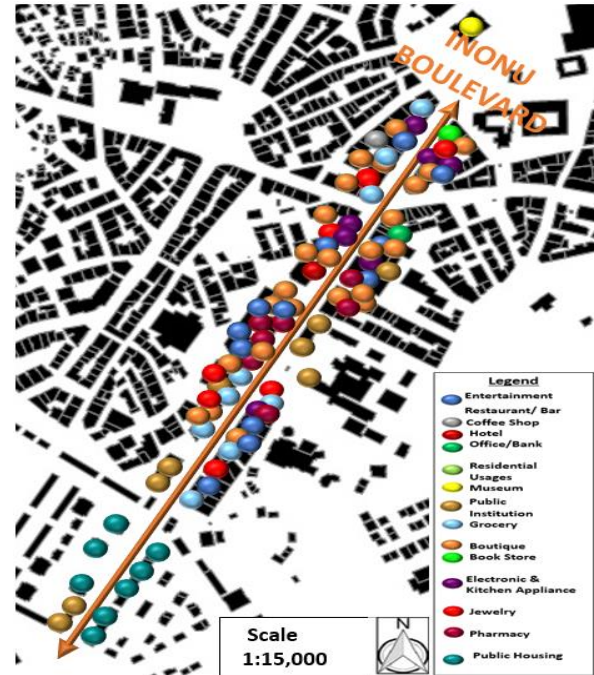 INONU
BOULEVARD
Legend
Entertainment
Restaurant/ Bar
Coffee Shop
Hotel
Office/Bank
Residential
Usages
Museum
Public
Institution
Grocery
Boutique
Book Store
Electronic &
Kitchen Appliance
Jewelry
Pharmacy
Public Housing
Scale
1:15,000
N